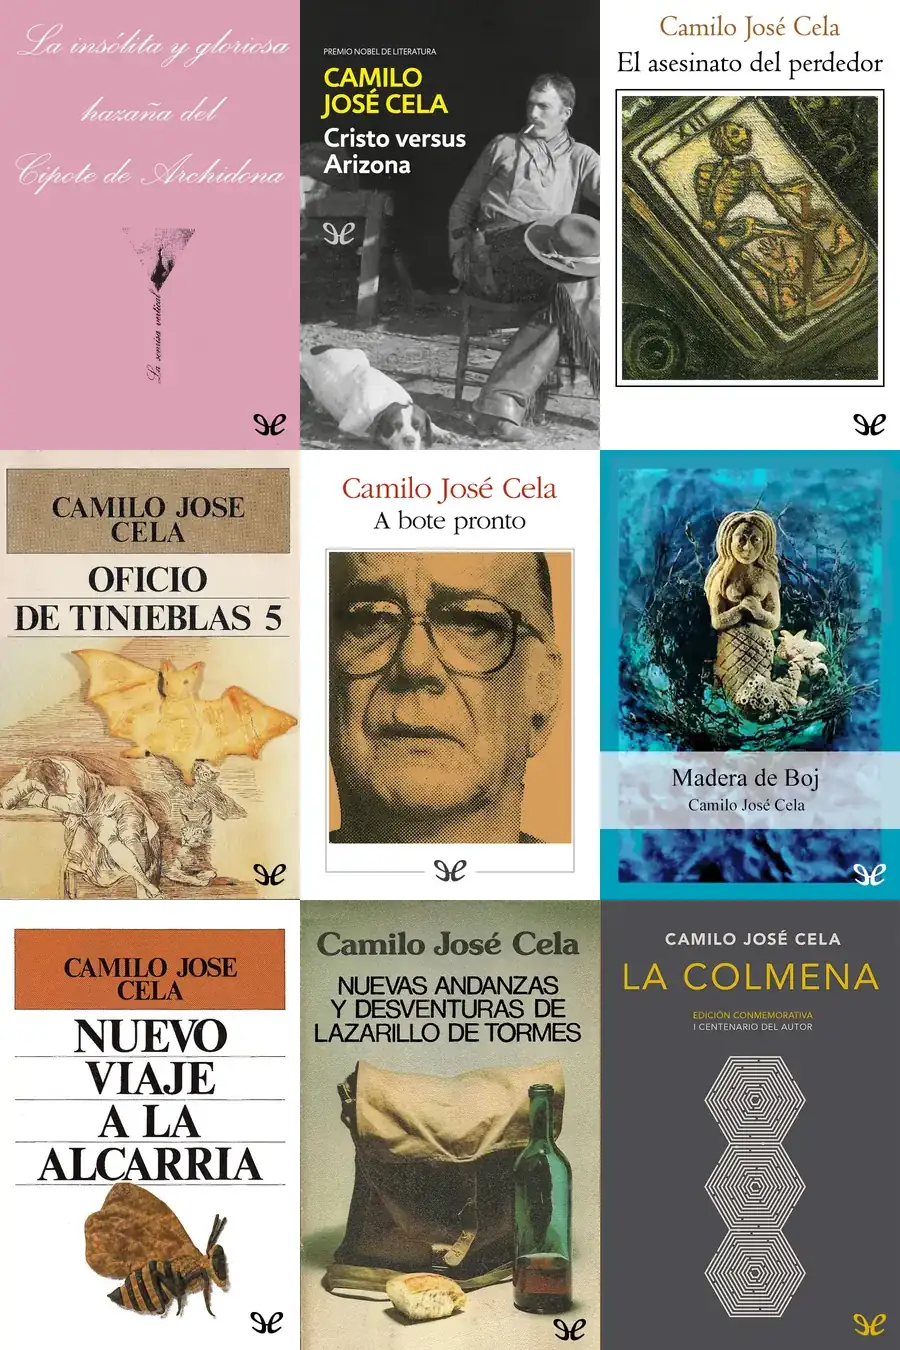 La insólita y gloriosa
hazaña del
Cipote de Archidona
La sonrisa vertical
PREMIO NOBEL DE LITERATURA
CAMILO
JOSÉ CELA
Cristo versus
Arizona
Camilo José Cela
El asesinato del perdedor
XIII
CAMILO JOSE
CELA
OFICIO
DE TINIEBLAS 5
Camilo José Cela
A bote pronto
Madera de Boj
Camilo José Cela
CAMILO JOSE
CELA
NUEVO
VIAJE
A LA
ALCARRIA
Camilo José Cela
NUEVAS ANDANZAS
Y DESVENTURAS DE
LAZARILLO DE TORMES
CAMILO JOSÉ CELA
LA COLMENA
EDICIÓN CONMEMORATIVA
I CENTENARIO DEL AUTOR